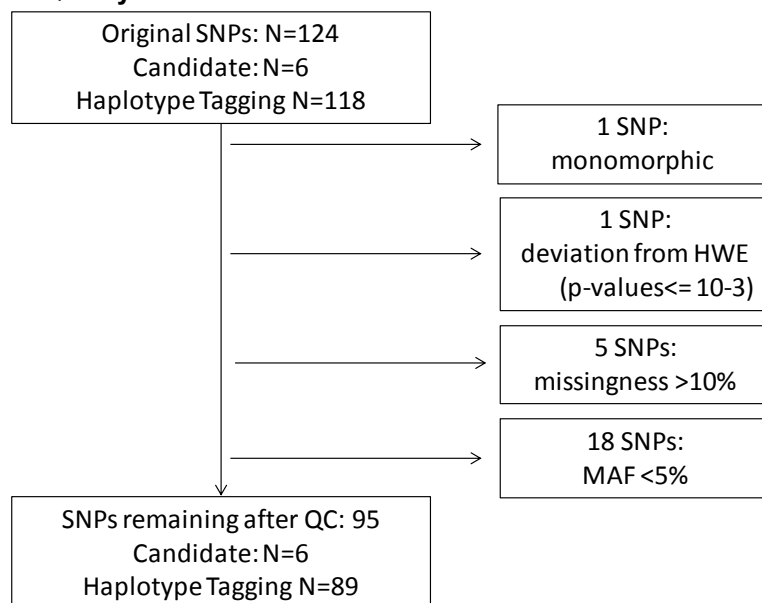 Original SNPs: N=124
Candidate: N=6
Haplotype Tagging N=118
1 SNP:
monomorphic
1 SNP:
deviation from HWE
(p-values<= 10-3)
5 SNPs:
missingness >10%
18 SNPs:
MAF <5%
SNPs remaining after QC: 95
Candidate: N=6
Haplotype Tagging N=89